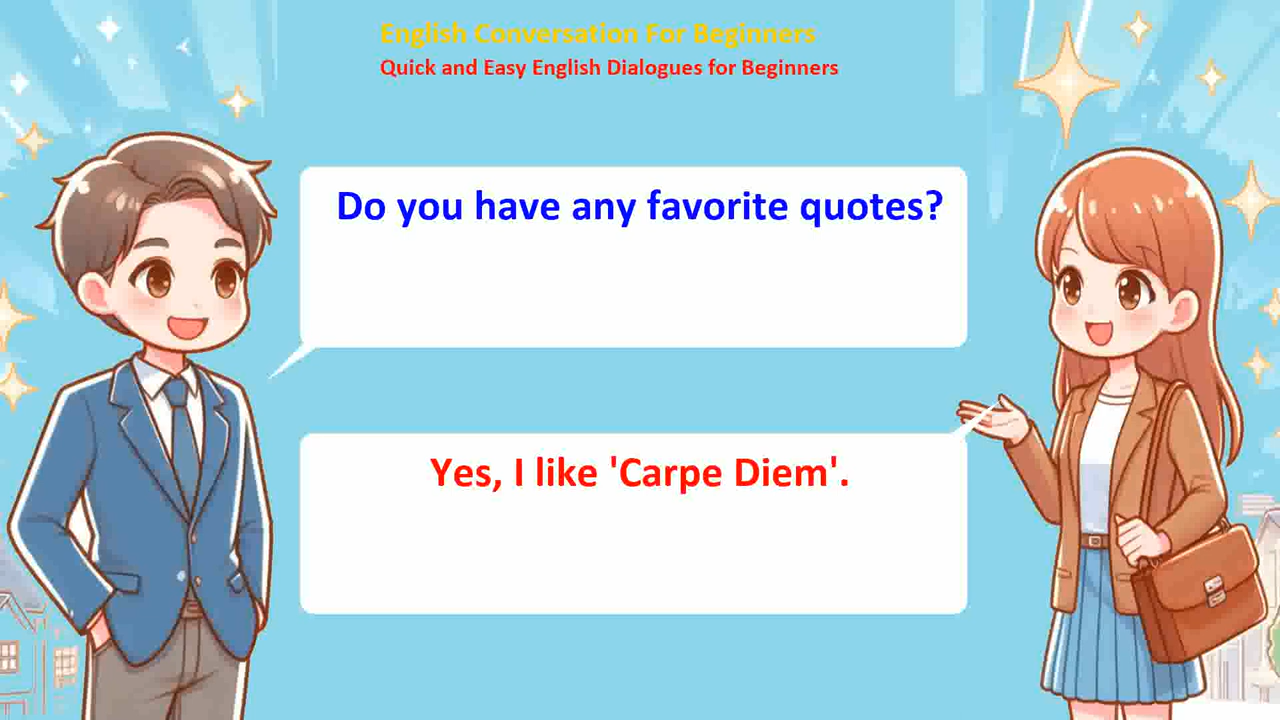 English Conversation For Beginners
Quick and Easy English Dialogues for Beginners
Do you have any favorite quotes?
Yes, I like 'Carpe Diem'.